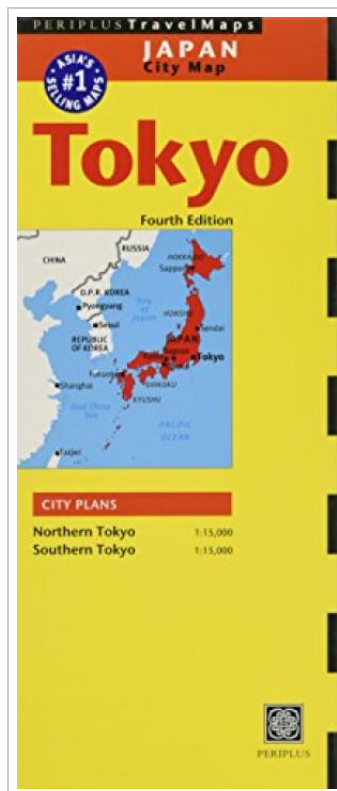 PERIPLUS TravelMaps
JAPAN
City Map
ASIA'S
#1
SELLING MAPS
Tokyo
Fourth Edition
RUSSIA
CHINA
HOKKAIDO
Sapporo
D.P.R. KOREA
Pyongyang
Sea of Japan
HONSHU
Seoul
Sendai
REPUBLIC OF KOREA
JAPAN
Tokyo
SHIKOKU
Shanghai
KYUSHU
East China Sea
PACIFIC OCEAN
Taipei
CITY PLANS
Northern Tokyo 1:15,000
Southern Tokyo 1:15,000
PERIPLUS